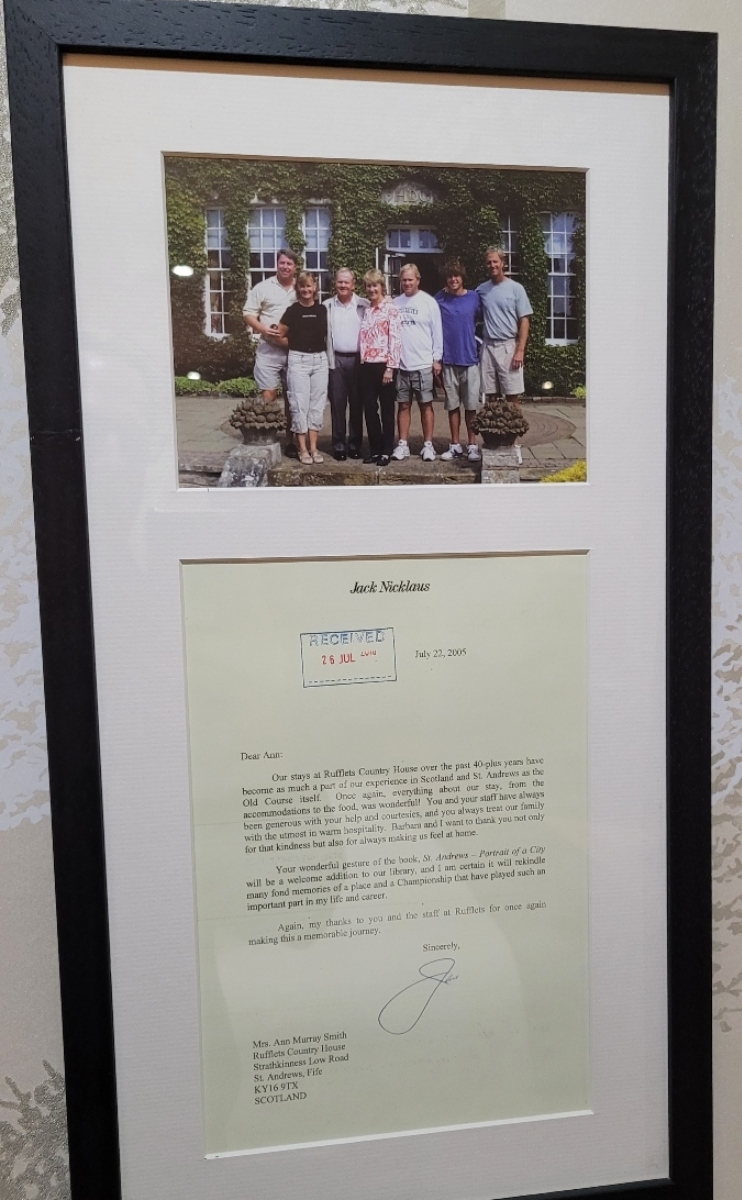 Jack Nicklaus
RECEIVED
26 JUL
July 22, 2005
Dear Ann:
Our stays at Rufflets Country House over the past 40-plus years have
become as much a part of our experience in Scotland and St. Andrews as the
Old Course itself. Once again, everything about our stay, from the
accommodations to the food, was wonderful! You and your staff have always
been generous with your help and courtesies, and you always treat our family
with the utmost in warm hospitality. Barbara and I want to thank you not only
for that kindness but also for always making us feel at home.
Your wonderful gesture of the book, St. Andrews – Portrait of a City
will be a welcome addition to our library, and I am certain it will rekindle
many fond memories of a place and a Championship that have played such an
important part in my life and career.
Again, my thanks to you and the staff at Rufflets for once again
making this a memorable journey.
Sincerely,
Mrs. Ann Murray Smith
Rufflets Country House
Strathkinness Low Road
St. Andrews, Fife
KY16 9TX
SCOTLAND